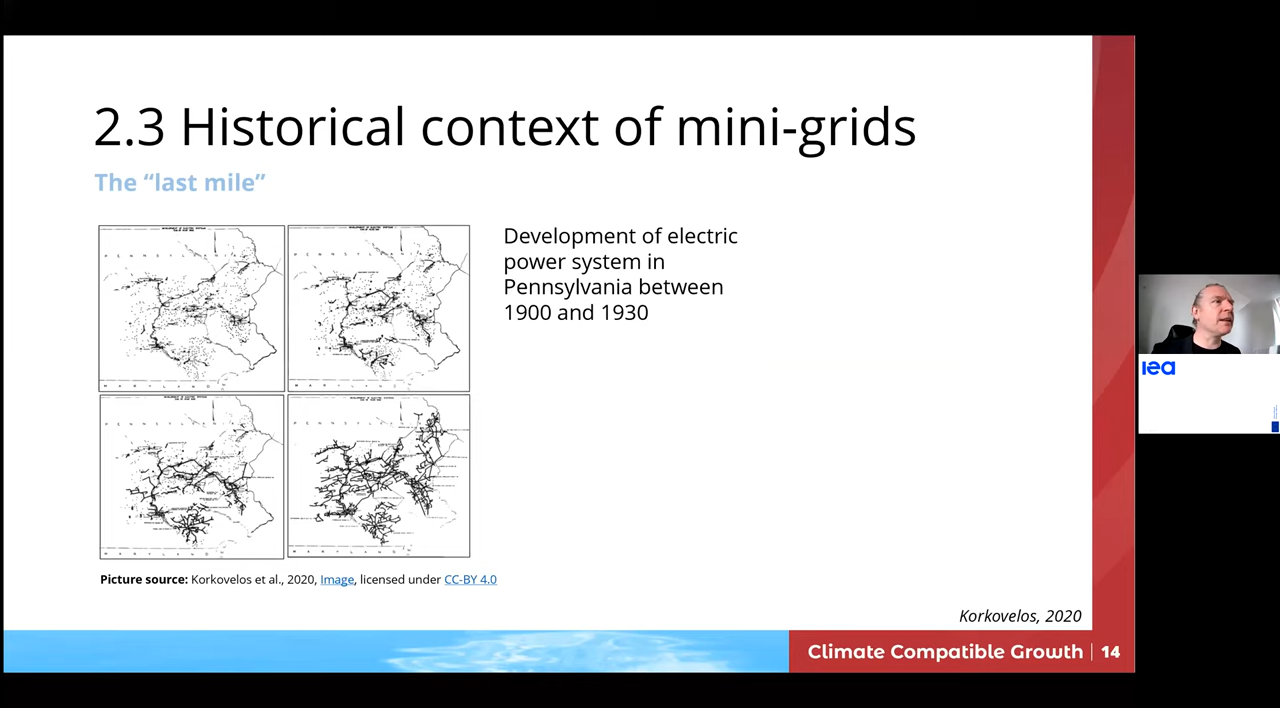 2.3 Historical context of mini-grids
The “last mile”
Development of electric
power system in
Pennsylvania between
1900 and 1930
P E N N S Y L V A N I A
P E N N S Y L V A N I A
M A R Y L A N D
M A R Y L A N D
P E N N S Y L V A N I A
P E N N S Y L V A N I A
M A R Y L A N D
M A R Y L A N D
Picture source: Korkovelos et al., 2020, Image, licensed under CC-BY 4.0
Korkovelos, 2020
Climate Compatible Growth | 14
iea